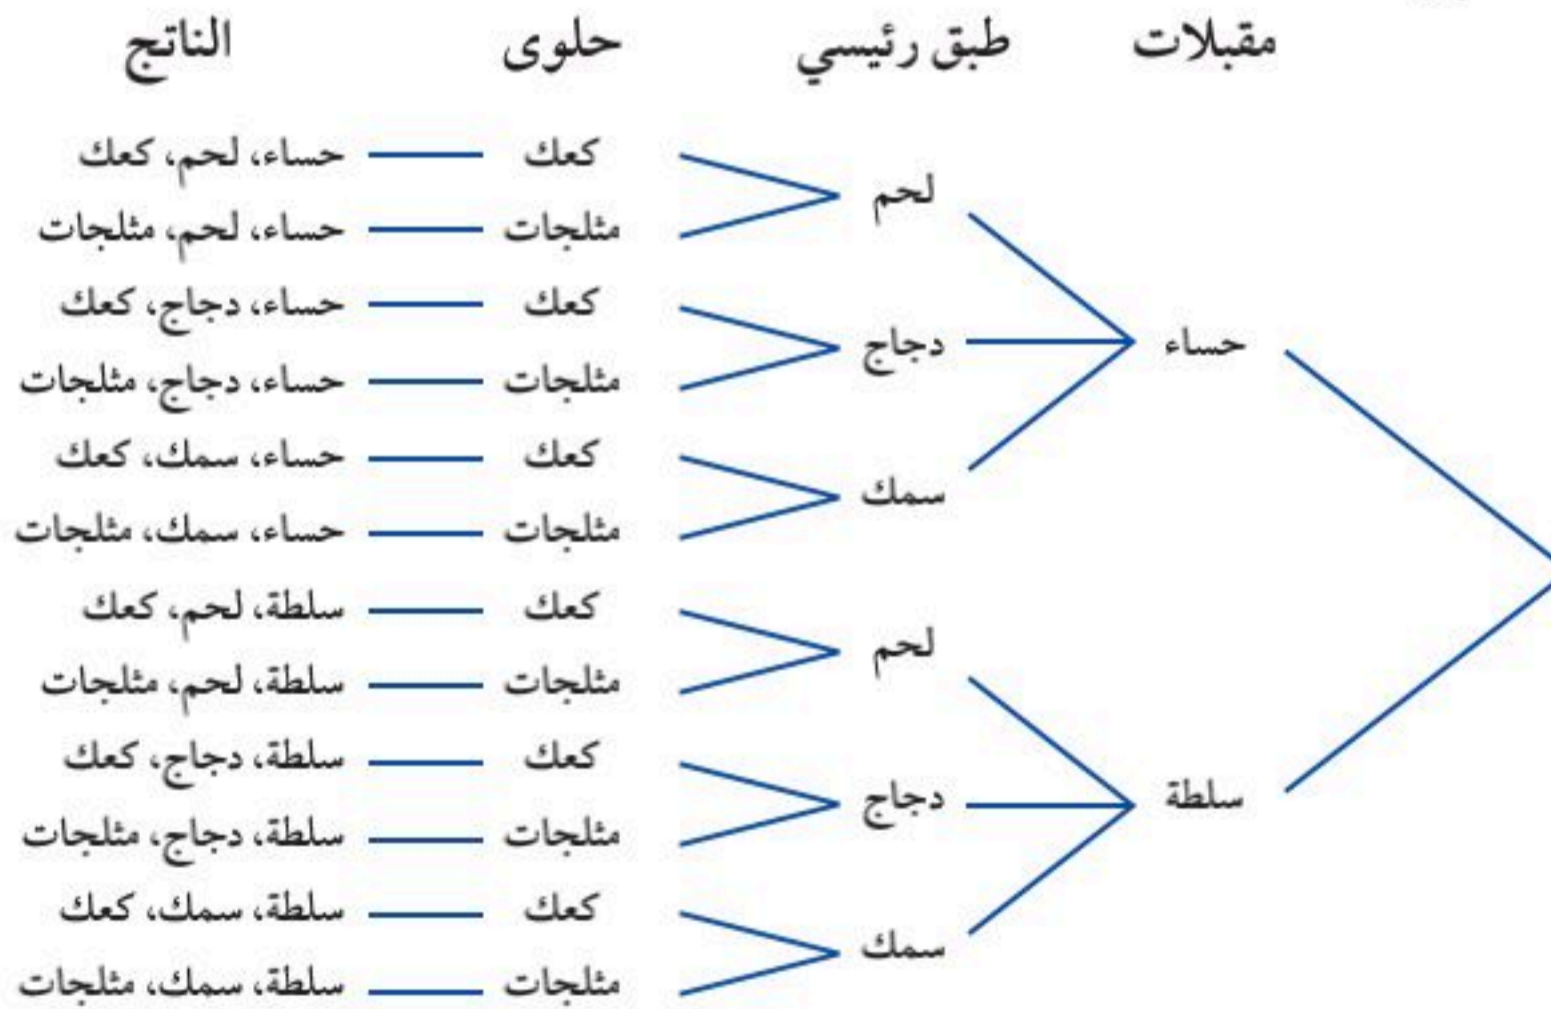 مقبلات طبق رئيسي حلوى الناتج
كعك حساء، لحم، كعك
لحم
مثلجات حساء، لحم، مثلجات
كعك حساء، دجاج، كعك
حساء دجاج
مثلجات حساء، دجاج، مثلجات
كعك حساء، سمك، كعك
سمك
مثلجات حساء، سمك، مثلجات
كعك سلطة، لحم، كعك
لحم
مثلجات سلطة، لحم، مثلجات
كعك سلطة، دجاج، كعك
سلطة دجاج
مثلجات سلطة، دجاج، مثلجات
كعك سلطة، سمك، كعك
سمك
مثلجات سلطة، سمك، مثلجات